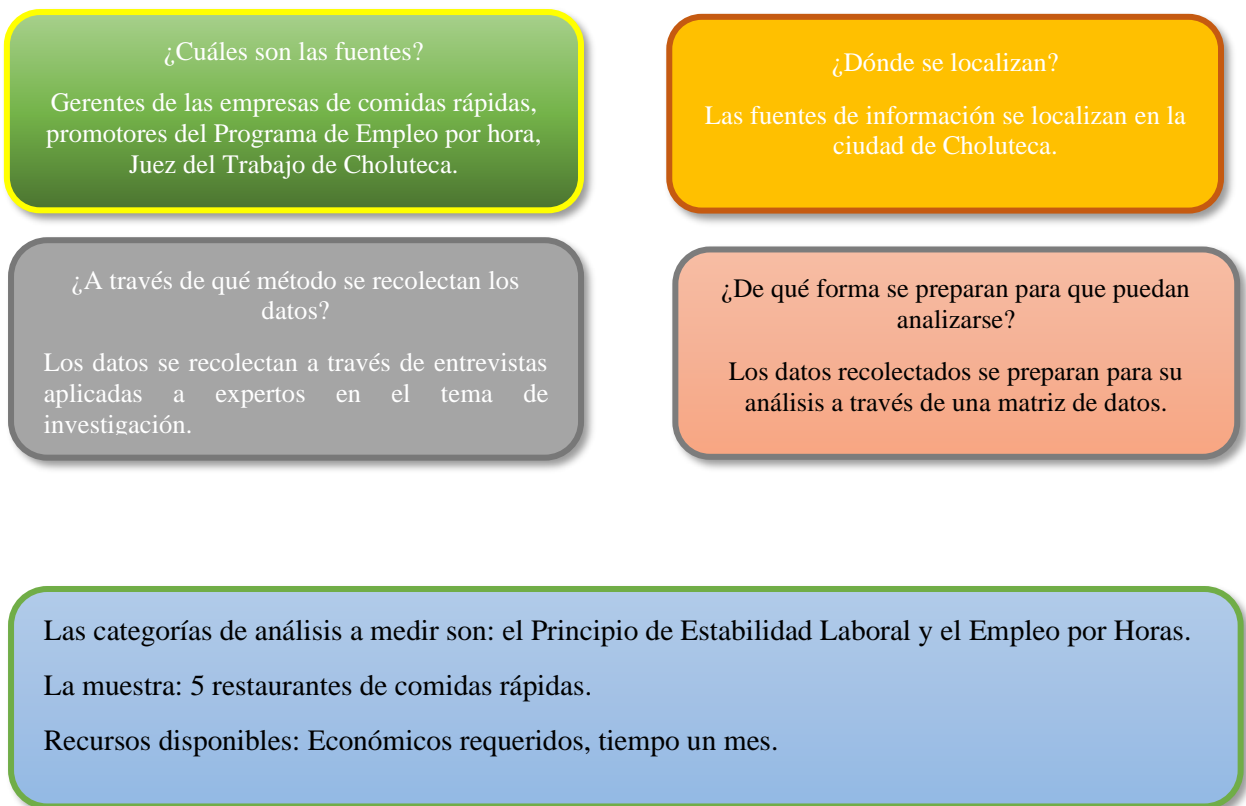 ¿Cuáles son las fuentes?
Gerentes de las empresas de comidas rápidas,
promotores del Programa de Empleo por hora,
Juez del Trabajo de Choluteca.
¿Dónde se localizan?
Las fuentes de información se localizan en la
ciudad de Choluteca.
¿A través de qué método se recolectan los
datos?
Los datos se recolectan a través de entrevistas
aplicadas a expertos en el tema de
investigación.
¿De qué forma se preparan para que puedan
analizarse?
Los datos recolectados se preparan para su
análisis a través de una matriz de datos.
Las categorías de análisis a medir son: el Principio de Estabilidad Laboral y el Empleo por Horas.
La muestra: 5 restaurantes de comidas rápidas.
Recursos disponibles: Económicos requeridos, tiempo un mes.